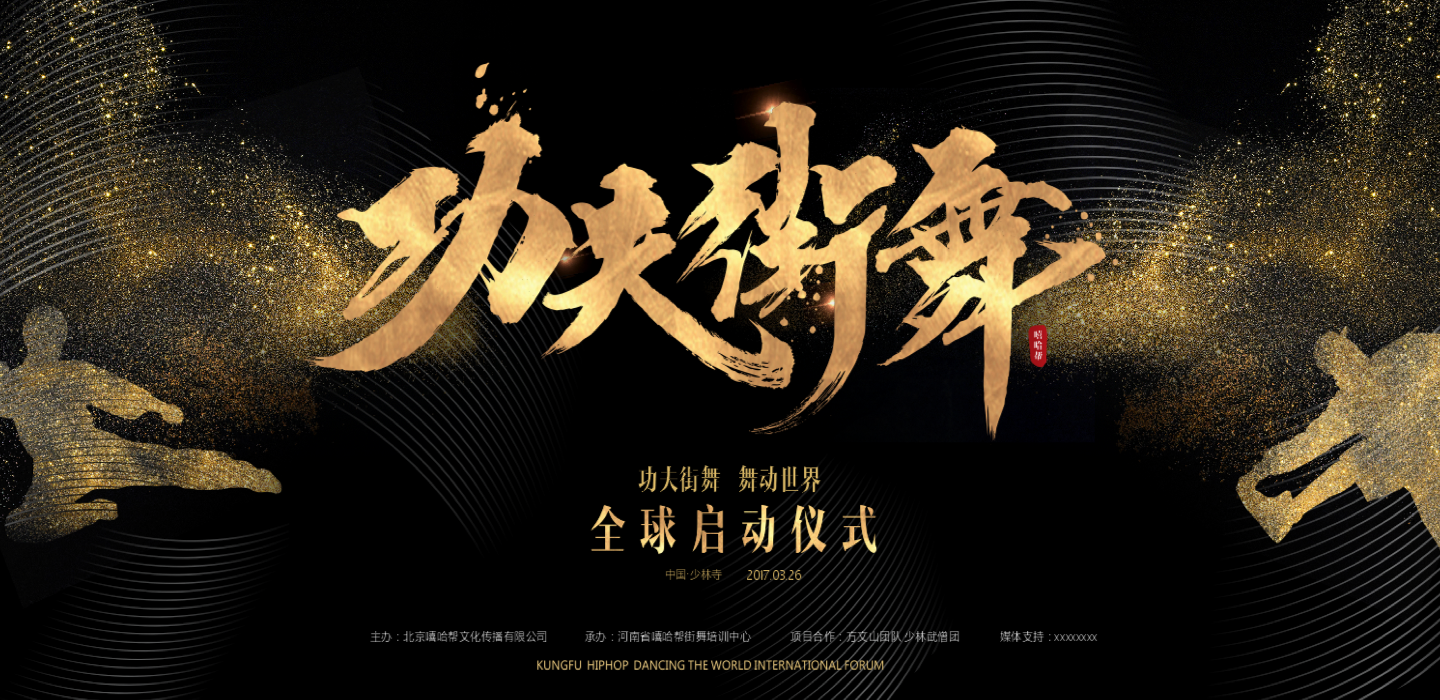 功夫街舞
嘻哈帮
功夫街舞 舞动世界
全球启动仪式
中国·少林寺 2017.03.26
主办：北京嘻哈帮文化传播有限公司 承办：河南省嘻哈帮街舞培训中心 项目合作：方文山团队 少林武僧团 媒体支持：xxxxxxxx
KUNGFU HIPHOP DANCING THE WORLD INTERNATIONAL FORUM